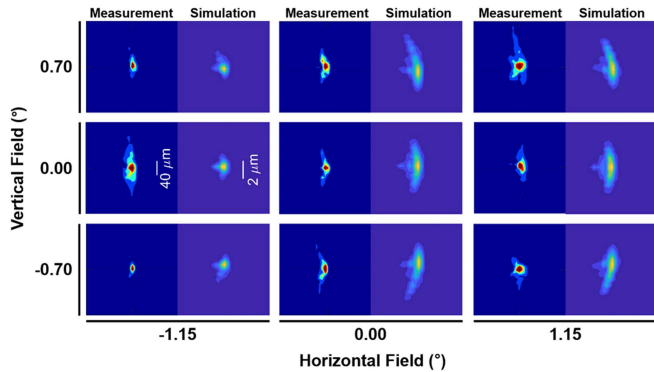 Measurement Simulation Measurement Simulation Measurement Simulation
0.70
0.00
40 μm
2 μm
-0.70
Vertical Field (°)
-1.15 0.00 1.15
Horizontal Field (°)